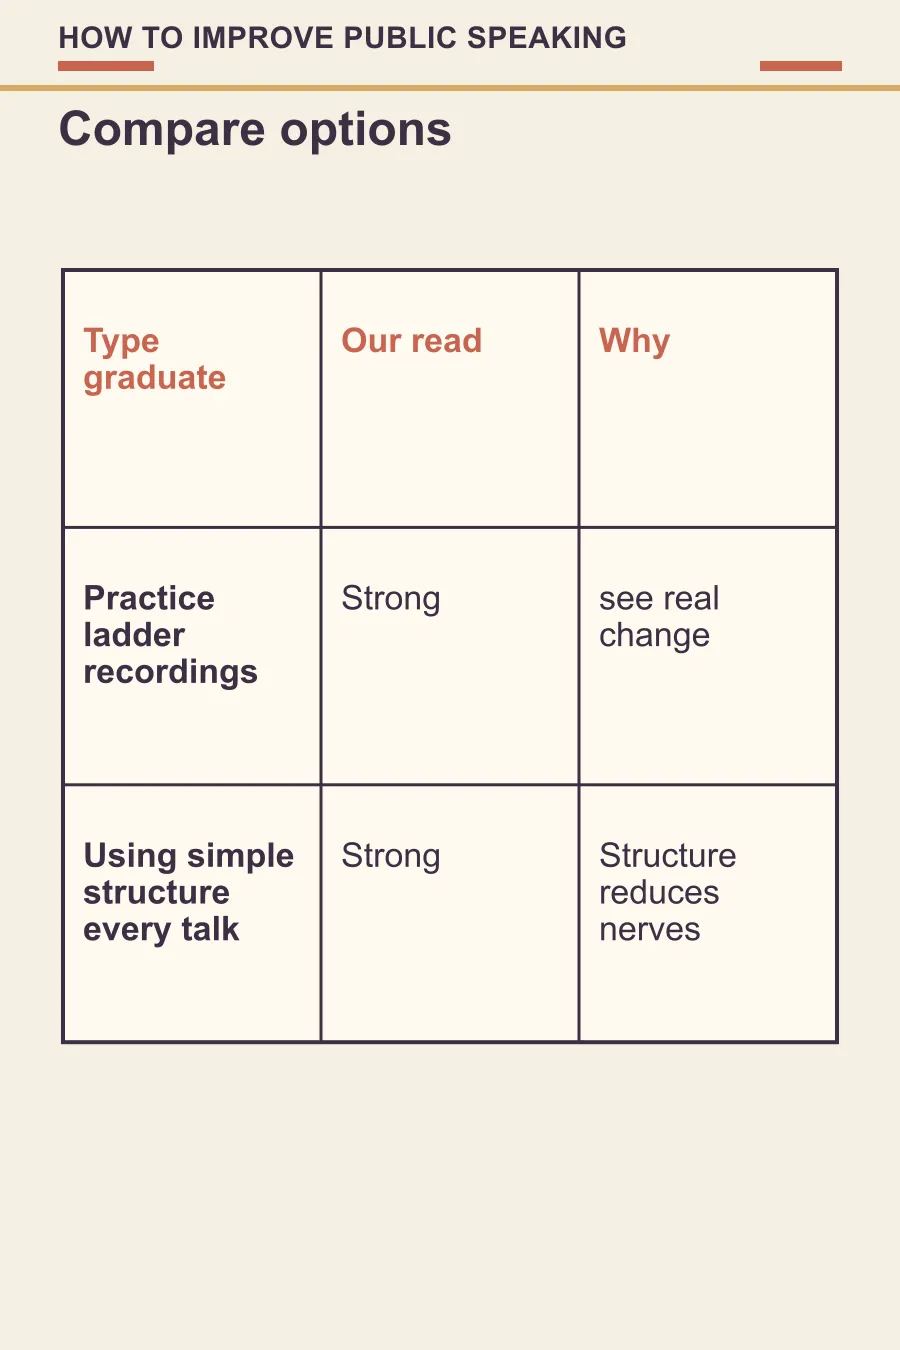 HOW TO IMPROVE PUBLIC SPEAKING
Compare options
Type
graduate
Our read
Why
Practice
ladder
recordings
Strong
see real
change
Using simple
structure
every talk
Strong
Structure
reduces
nerves